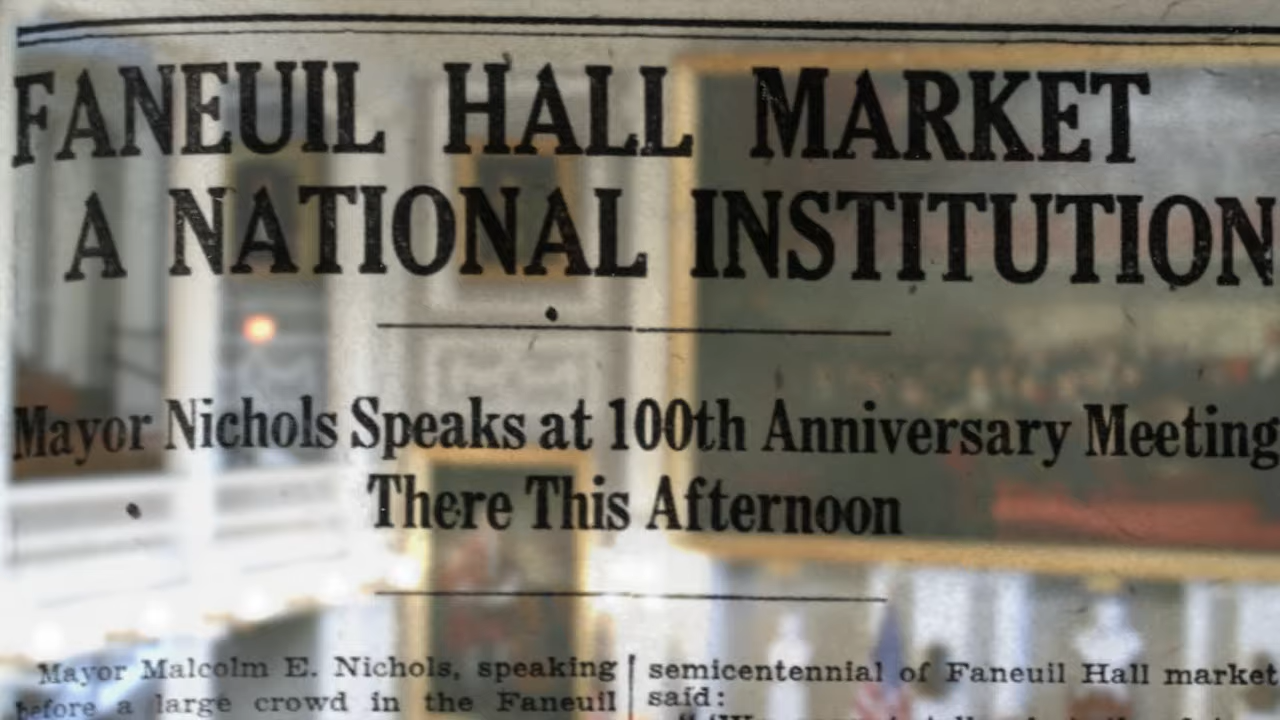 FANEUIL HALL MARKET
A NATIONAL INSTITUTION
Mayor Nichols Speaks at 100th Anniversary Meeting
There This Afternoon
Mayor Malcolm E. Nichols, speaking
before a large crowd in the Faneuil
semicentennial of Faneuil Hall market
said: